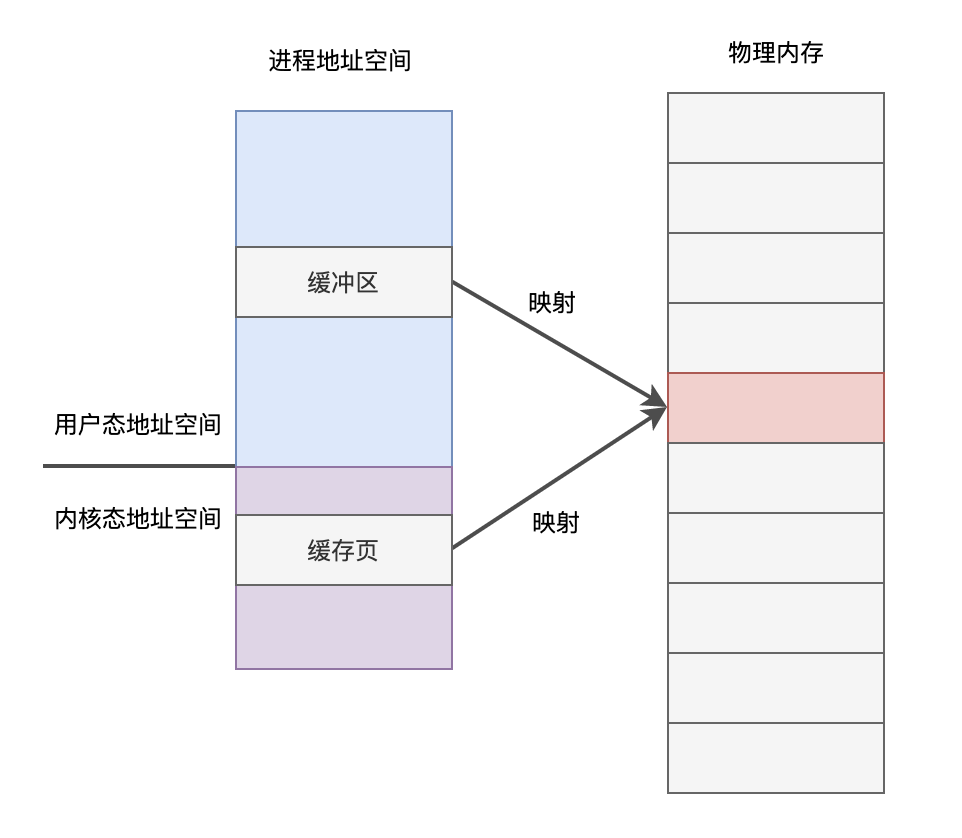 进程地址空间
物理内存
缓冲区
映射
用户态地址空间
内核态地址空间
缓存页
映射